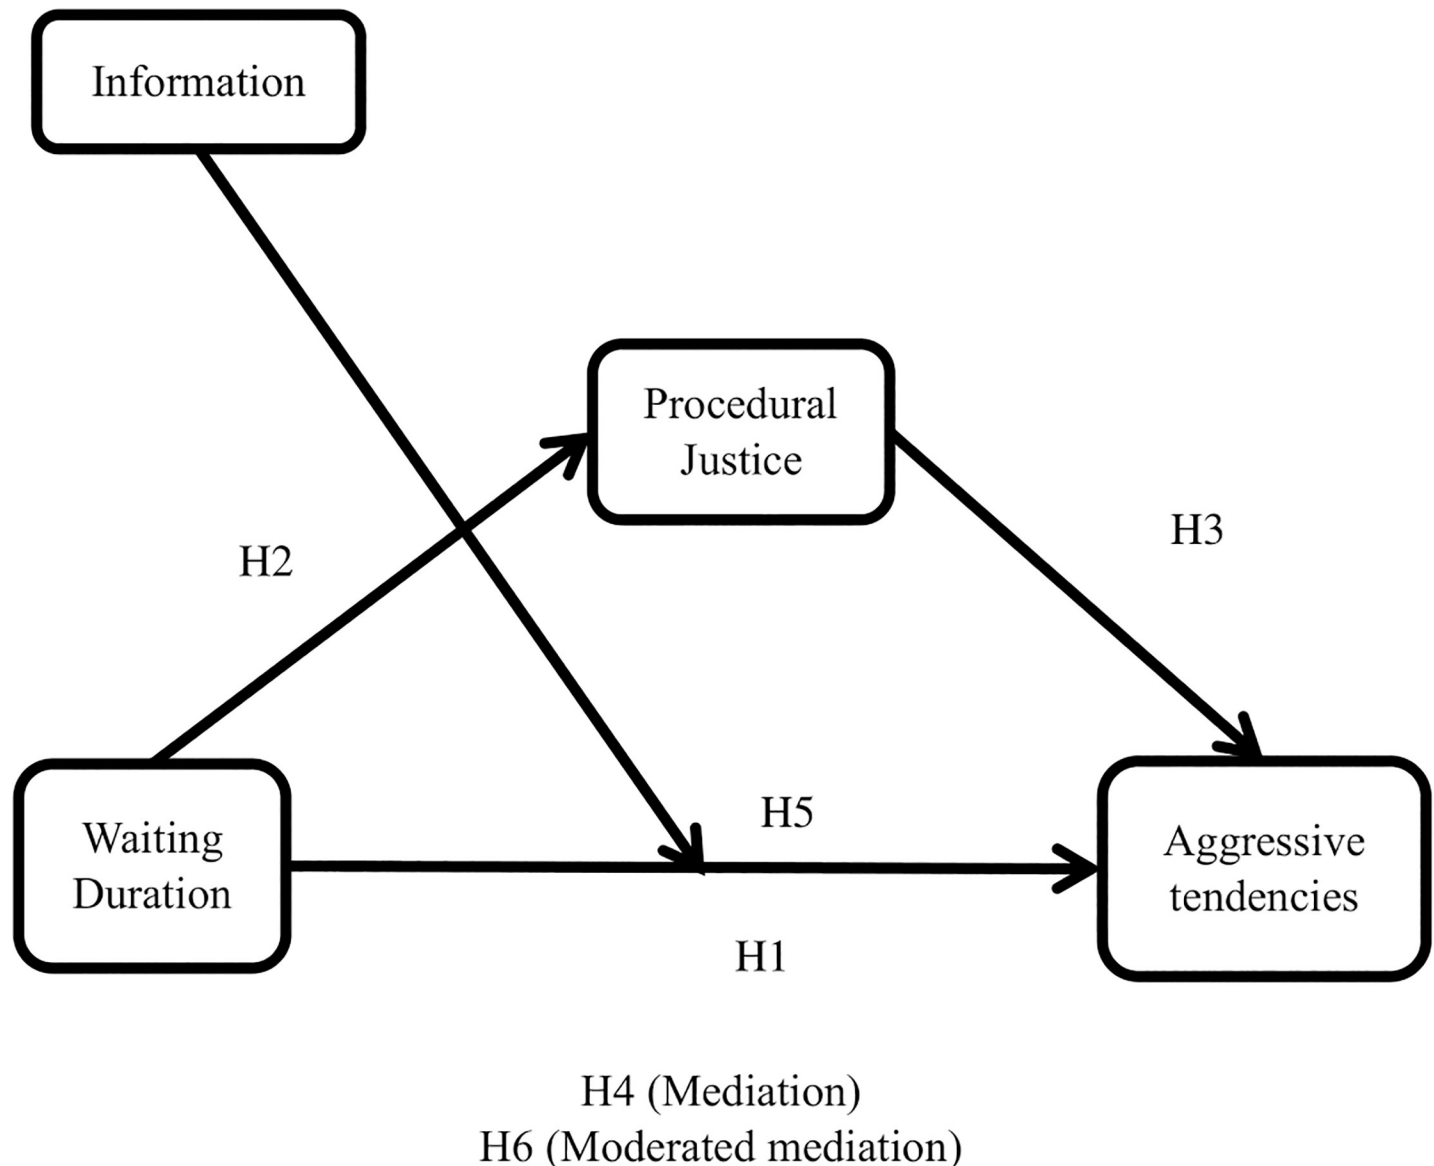 Information
Procedural
Justice
H3
H2
H5
Waiting
Duration
Aggressive
tendencies
H1
H4 (Mediation)
H6 (Moderated mediation)